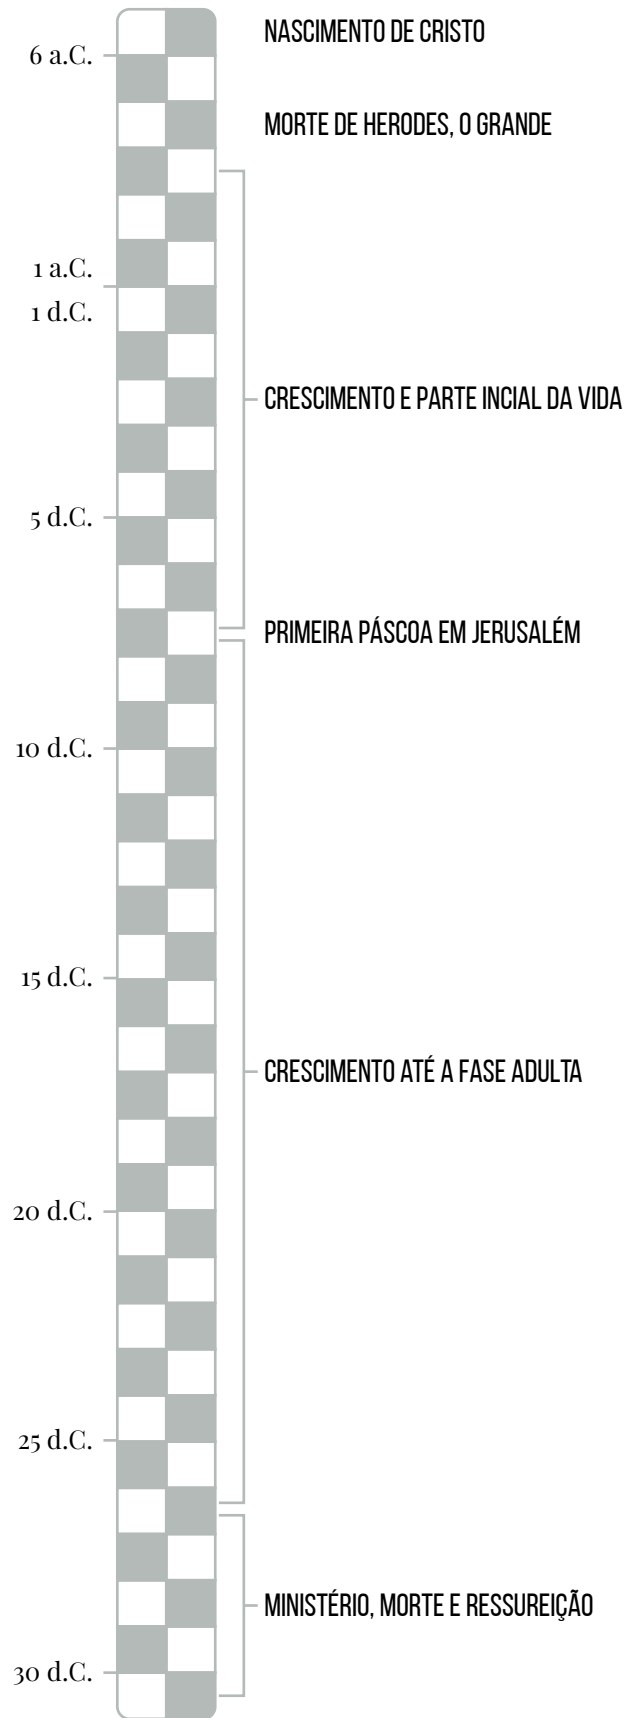 NASCIMENTO DE CRISTO
6 a.C.
MORTE DE HERODES, O GRANDE
1 a.C.
1 d.C.
CRESCIMENTO E PARTE INCIAL DA VIDA
5 d.C.
PRIMEIRA PÁSCOA EM JERUSALÉM
10 d.C.
15 d.C.
CRESCIMENTO ATÉ A FASE ADULTA
20 d.C.
25 d.C.
MINISTÉRIO, MORTE E RESSUREIÇÃO
30 d.C.